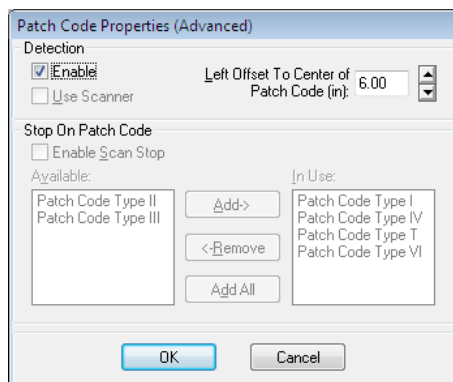 Patch Code Properties (Advanced)
Detection
Enable
Left Offset To Center of
Patch Code (in):
6.00
Use Scanner
Stop On Patch Code
Enable Scan Stop
Available:
In Use:
Patch Code Type II
Patch Code Type III
Add->
<-Remove
Add All
Patch Code Type I
Patch Code Type IV
Patch Code Type T
Patch Code Type VI
OK
Cancel